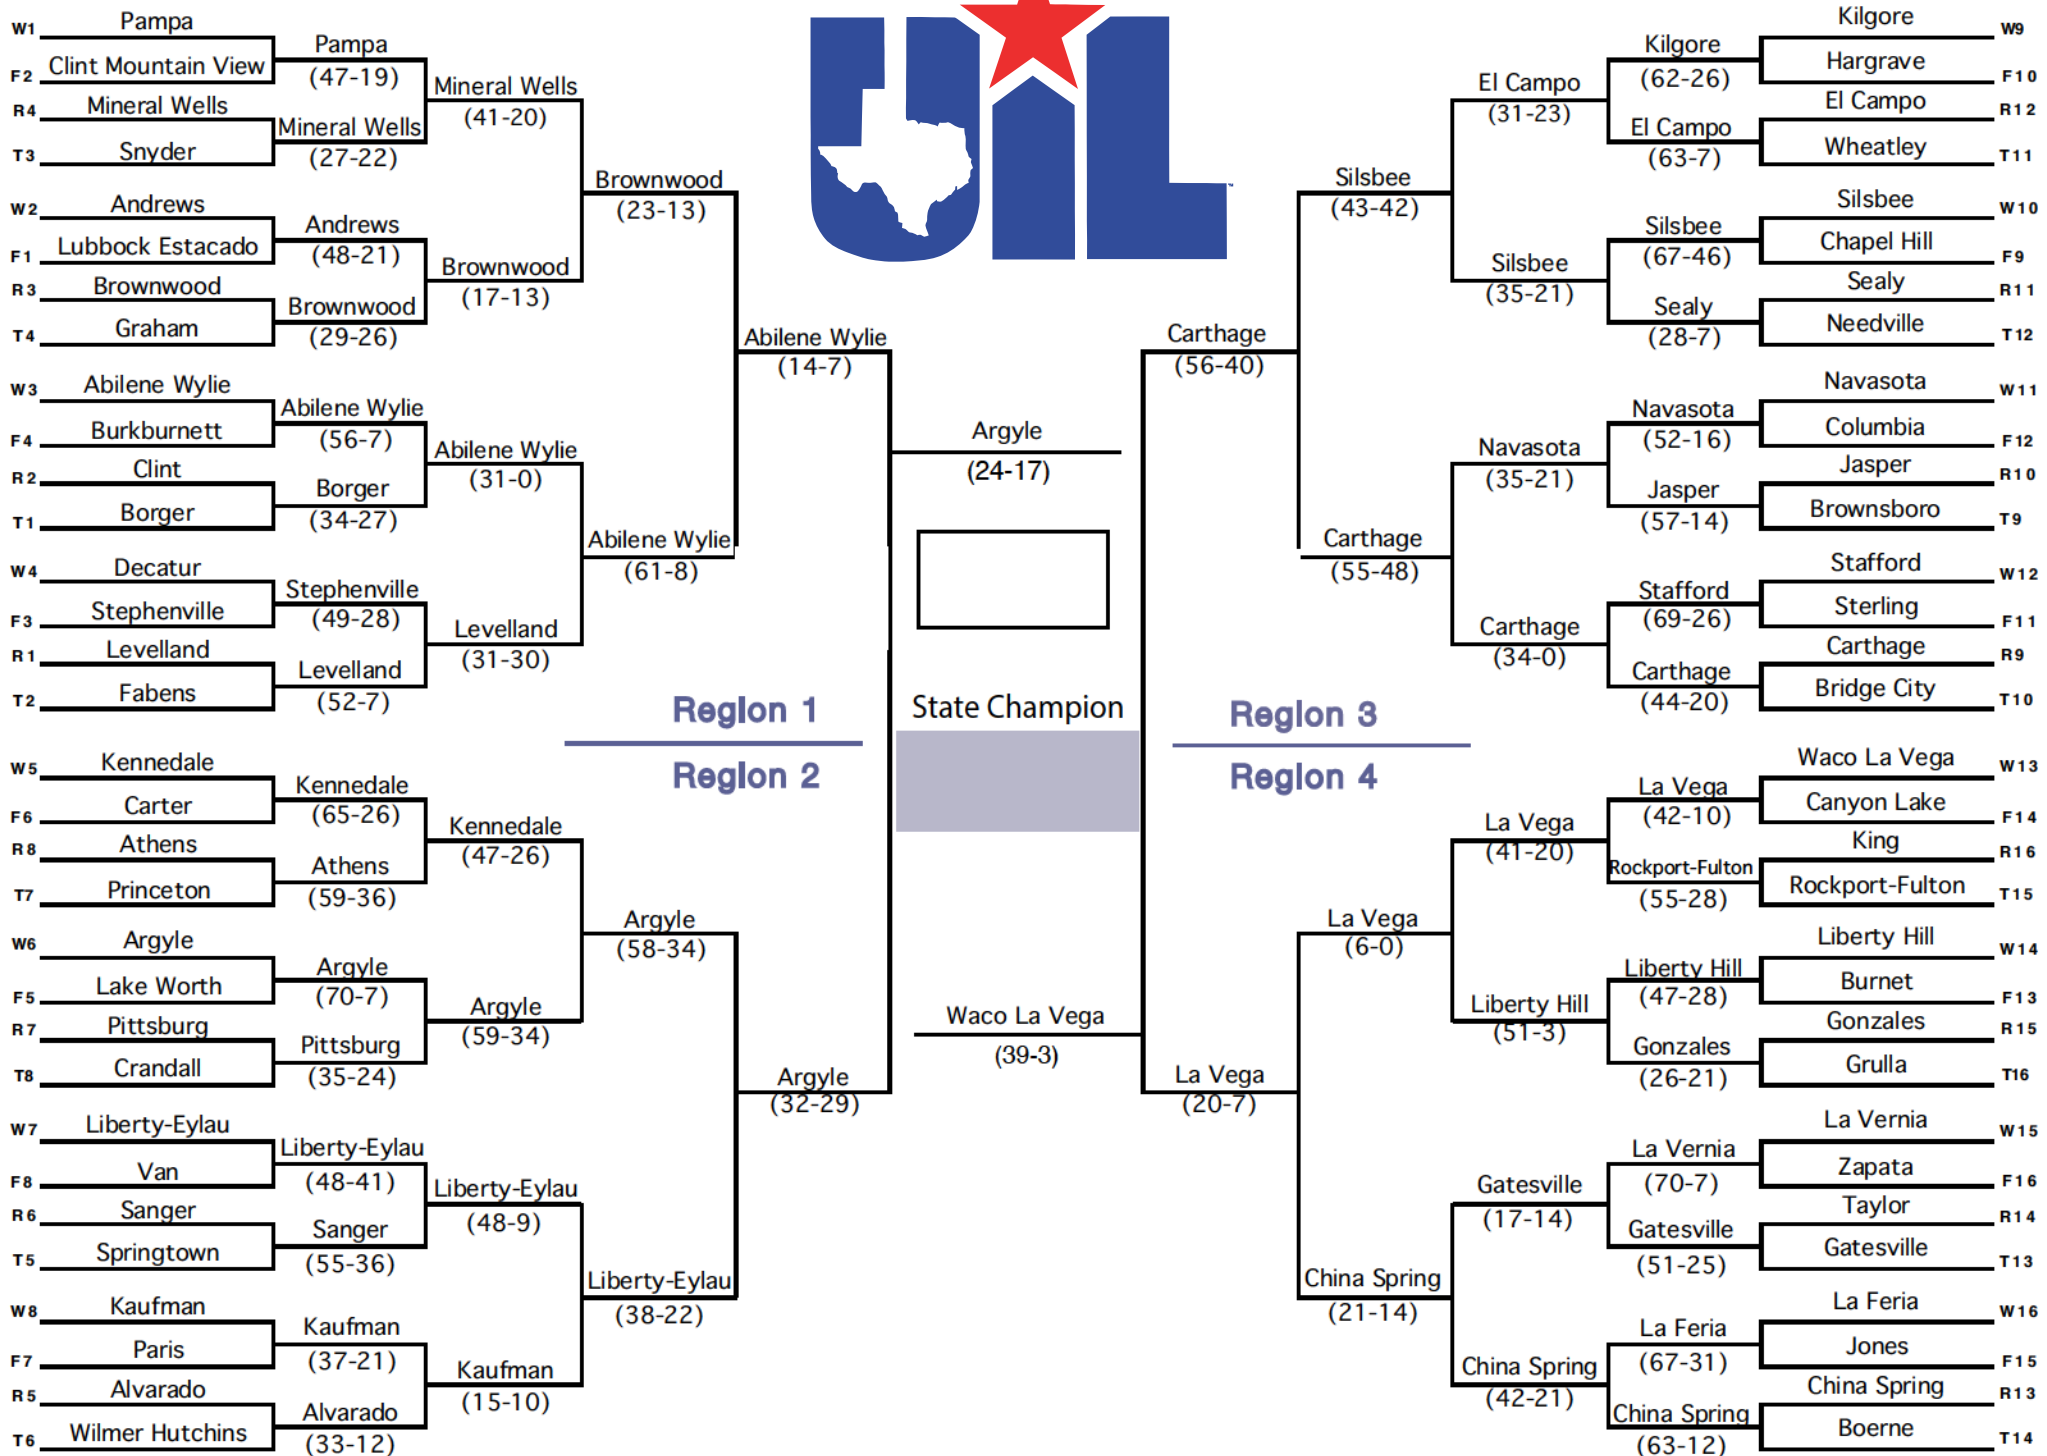 UIL
W1 Pampa
F2 Clint Mountain View
R4 Mineral Wells
T3 Snyder
W2 Andrews
F1 Lubbock Estacado
R3 Brownwood
T4 Graham
W3 Abilene Wylie
F4 Burkburnett
R2 Clint
T1 Borger
W4 Decatur
F3 Stephenville
R1 Levelland
T2 Fabens
W5 Kennedale
F6 Carter
R8 Athens
T7 Princeton
W6 Argyle
F5 Lake Worth
R7 Pittsburg
T8 Crandall
W7 Liberty-Eylau
F8 Van
R6 Sanger
T5 Springtown
W8 Kaufman
F7 Paris
R5 Alvarado
T6 Wilmer Hutchins
Pampa
(47-19)
Mineral Wells
(27-22)
Andrews
(48-21)
Brownwood
(29-26)
Abilene Wylie
(56-7)
Borger
(34-27)
Stephenville
(49-28)
Levelland
(52-7)
Kennedale
(65-26)
Athens
(59-36)
Argyle
(70-7)
Pittsburg
(35-24)
Liberty-Eylau
(48-41)
Sanger
(55-36)
Kaufman
(37-21)
Alvarado
(33-12)
Mineral Wells
(41-20)
Brownwood
(17-13)
Abilene Wylie
(31-0)
Levelland
(31-30)
Kennedale
(47-26)
Argyle
(59-34)
Liberty-Eylau
(48-9)
Kaufman
(15-10)
Brownwood
(23-13)
Abilene Wylie
(61-8)
Argyle
(58-34)
Liberty-Eylau
(38-22)
Abilene Wylie
(14-7)
Argyle
(32-29)
Region 1
Region 2
Argyle
(24-17)
State Champion
Waco La Vega
(39-3)
Region 3
Region 4
Carthage
(56-40)
La Vega
(20-7)
Silsbee
(43-42)
Carthage
(55-48)
La Vega
(6-0)
China Spring
(21-14)
El Campo
(31-23)
Silsbee
(35-21)
Navasota
(35-21)
Carthage
(34-0)
La Vega
(41-20)
Liberty Hill
(51-3)
Gatesville
(17-14)
China Spring
(42-21)
Kilgore
(62-26)
El Campo
(63-7)
Silsbee
(67-46)
Sealy
(28-7)
Navasota
(52-16)
Jasper
(57-14)
Stafford
(69-26)
Carthage
(44-20)
La Vega
(42-10)
Rockport-Fulton
(55-28)
Liberty Hill
(47-28)
Gonzales
(26-21)
La Vernia
(70-7)
Gatesville
(51-25)
La Feria
(67-31)
China Spring
(63-12)
Kilgore W9
Hargrave F10
El Campo R12
Wheatley T11
Silsbee W10
Chapel Hill F9
Sealy R11
Needville T12
Navasota W11
Columbia F12
Jasper R10
Brownsboro T9
Stafford W12
Sterling F11
Carthage R9
Bridge City T10
Waco La Vega W13
Canyon Lake F14
King R16
Rockport-Fulton T15
Liberty Hill W14
Burnet F13
Gonzales R15
Grulla T16
La Vernia W15
Zapata F16
Taylor R14
Gatesville T13
La Feria W16
Jones F15
China Spring R13
Boerne T14